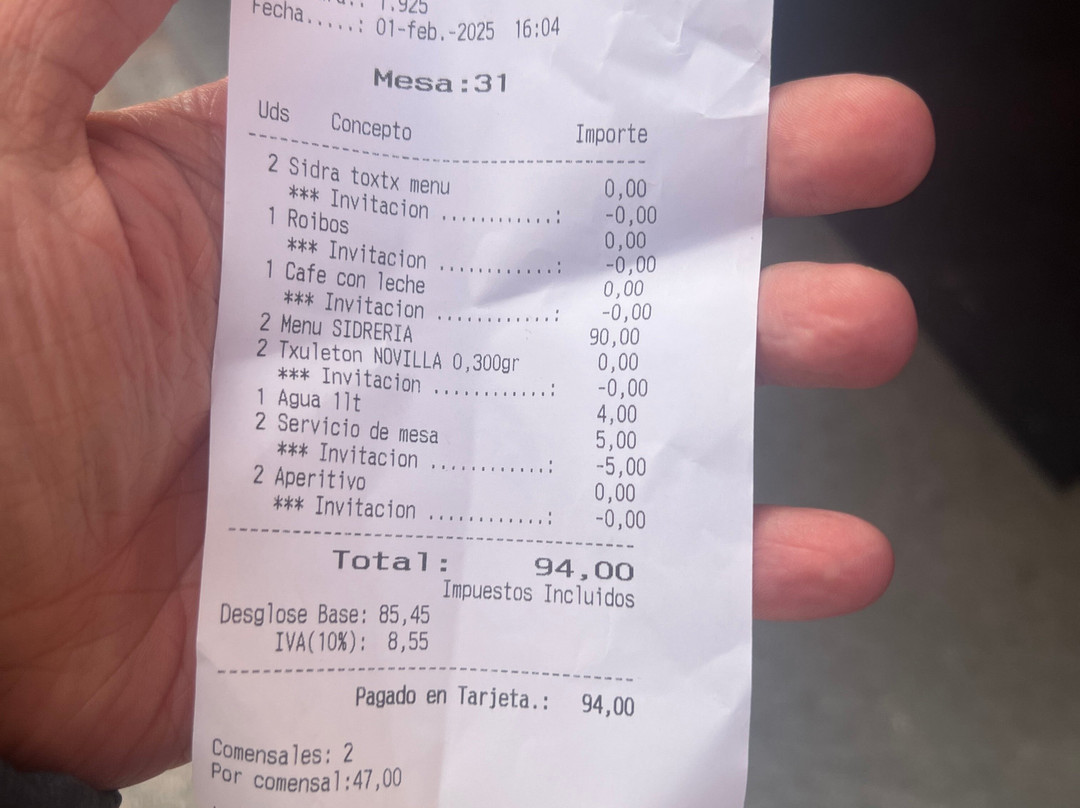 1.925
Fecha.....: 01-feb.-2025 16:04
Mesa:31
Uds Concepto Importe
2 Sidra toxtx menu 0,00
*** Invitacion ............: -0,00
1 Roibos 0,00
*** Invitacion ............: -0,00
1 Cafe con leche 0,00
*** Invitacion ............: -0,00
2 Menu SIDRERIA 90,00
2 Txuleton NOVILLA 0,300gr 0,00
*** Invitacion ............: -0,00
1 Agua 1lt 4,00
2 Servicio de mesa 5,00
*** Invitacion ............: -5,00
2 Aperitivo 0,00
*** Invitacion ............: -0,00
Total: 94,00
Impuestos Incluidos
Desglose Base: 85,45
IVA(10%): 8,55
Pagado en Tarjeta.: 94,00
Comensales: 2
Por comensal:47,00